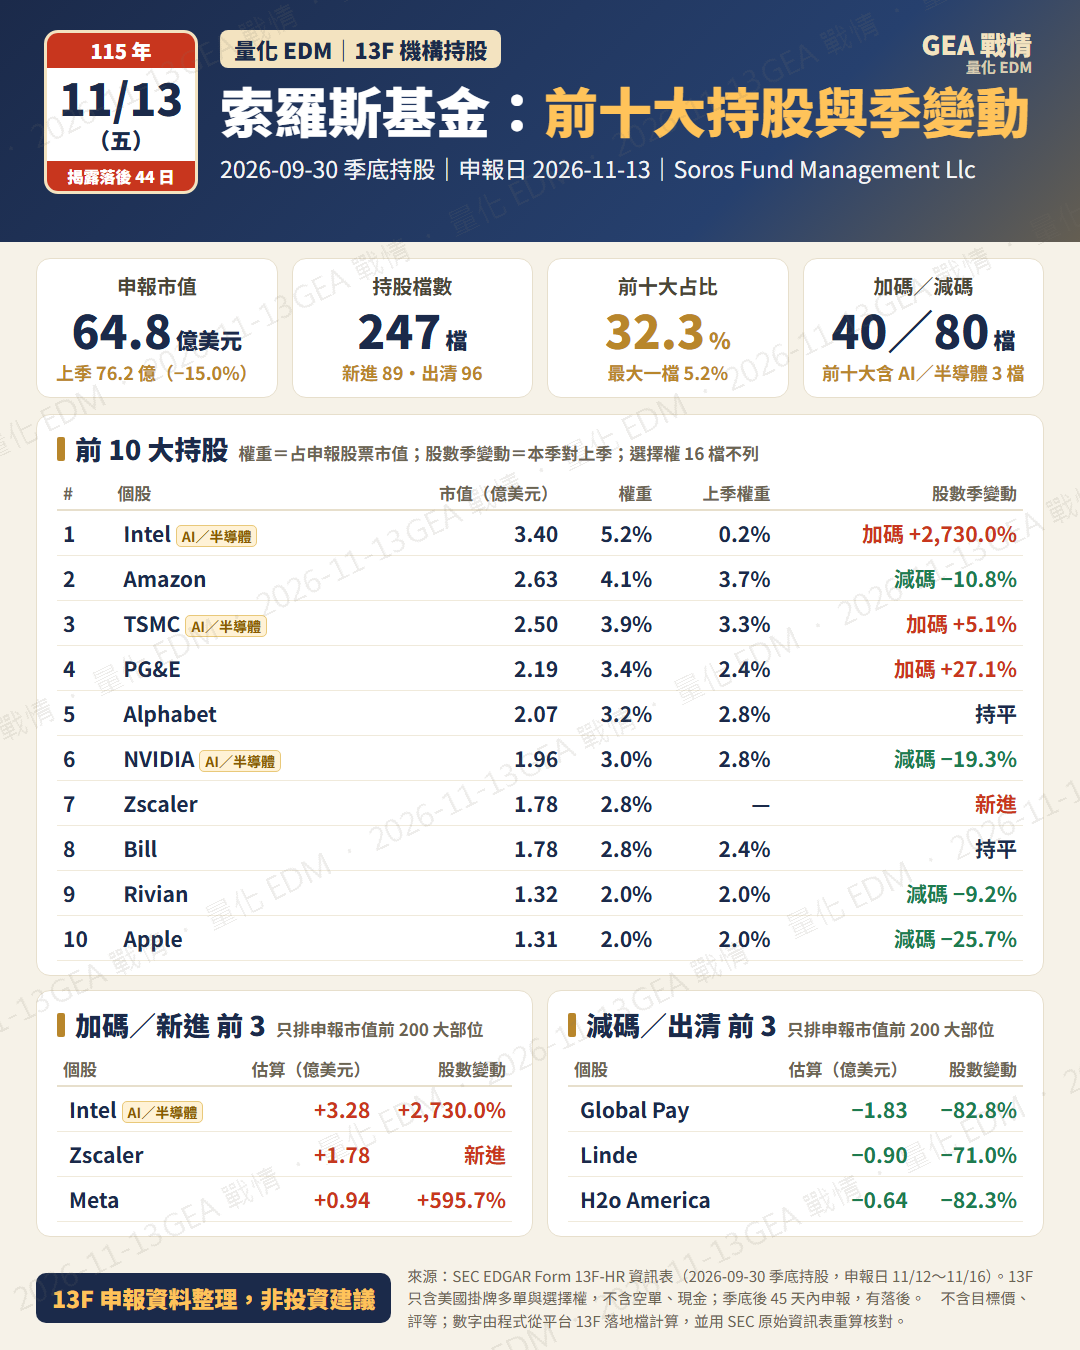 115 年
11/13
（五）
揭露落後 44 日
量化 EDM｜13F 機構持股
GEA 戰情
量化 EDM
索羅斯基金：前十大持股與季變動
2026-09-30 季底持股｜申報日 2026-11-13｜Soros Fund Management Llc
申報市值
64.8 億美元
上季 76.2 億（−15.0%）
持股檔數
247 檔
新進 89・出清 96
前十大占比
32.3 %
最大一檔 5.2%
加碼／減碼
40／80 檔
前十大含 AI／半導體 3 檔
前 10 大持股 權重＝占申報股票市值；股數季變動＝本季對上季；選擇權 16 檔不列
# 個股 市值（億美元） 權重 上季權重 股數季變動
1 Intel AI／半導體 3.40 5.2% 0.2% 加碼 +2,730.0%
2 Amazon 2.63 4.1% 3.7% 減碼 −10.8%
3 TSMC AI／半導體 2.50 3.9% 3.3% 加碼 +5.1%
4 PG&E 2.19 3.4% 2.4% 加碼 +27.1%
5 Alphabet 2.07 3.2% 2.8% 持平
6 NVIDIA AI／半導體 1.96 3.0% 2.8% 減碼 −19.3%
7 Zscaler 1.78 2.8% — 新進
8 Bill 1.78 2.8% 2.4% 持平
9 Rivian 1.32 2.0% 2.0% 減碼 −9.2%
10 Apple 1.31 2.0% 2.0% 減碼 −25.7%
加碼／新進 前 3 只排申報市值前 200 大部位
個股 估算（億美元） 股數變動
Intel AI／半導體 +3.28 +2,730.0%
Zscaler +1.78 新進
Meta +0.94 +595.7%
減碼／出清 前 3 只排申報市值前 200 大部位
個股 估算（億美元） 股數變動
Global Pay −1.83 −82.8%
Linde −0.90 −71.0%
H2o America −0.64 −82.3%
13F 申報資料整理，非投資建議
來源：SEC EDGAR Form 13F-HR 資訊表（2026-09-30 季底持股，申報日 11/12～11/16）。13F
只含美國掛牌多單與選擇權，不含空單、現金；季底後 45 天內申報，有落後。 不含目標價、
評等；數字由程式從平台 13F 落地檔計算，並用 SEC 原始資訊表重算核對。